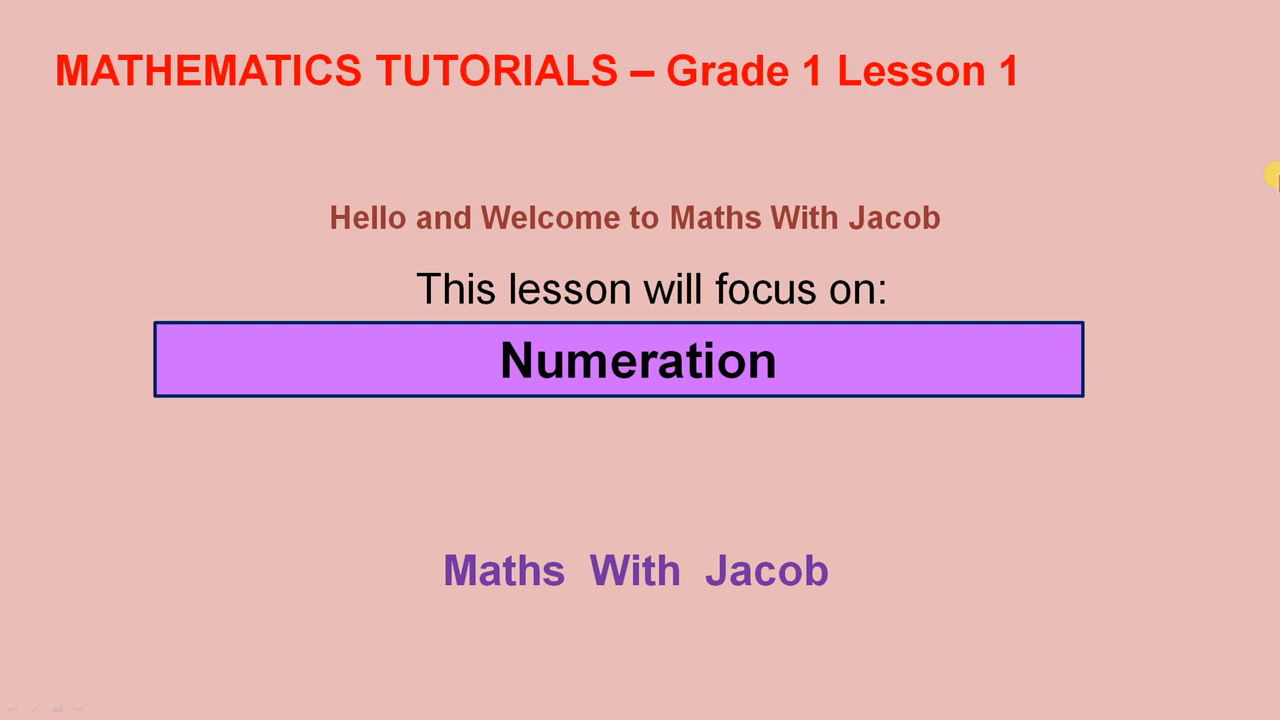 MATHEMATICS TUTORIALS – Grade 1 Lesson 1
Hello and Welcome to Maths With Jacob
This lesson will focus on:
Numeration
Maths With Jacob